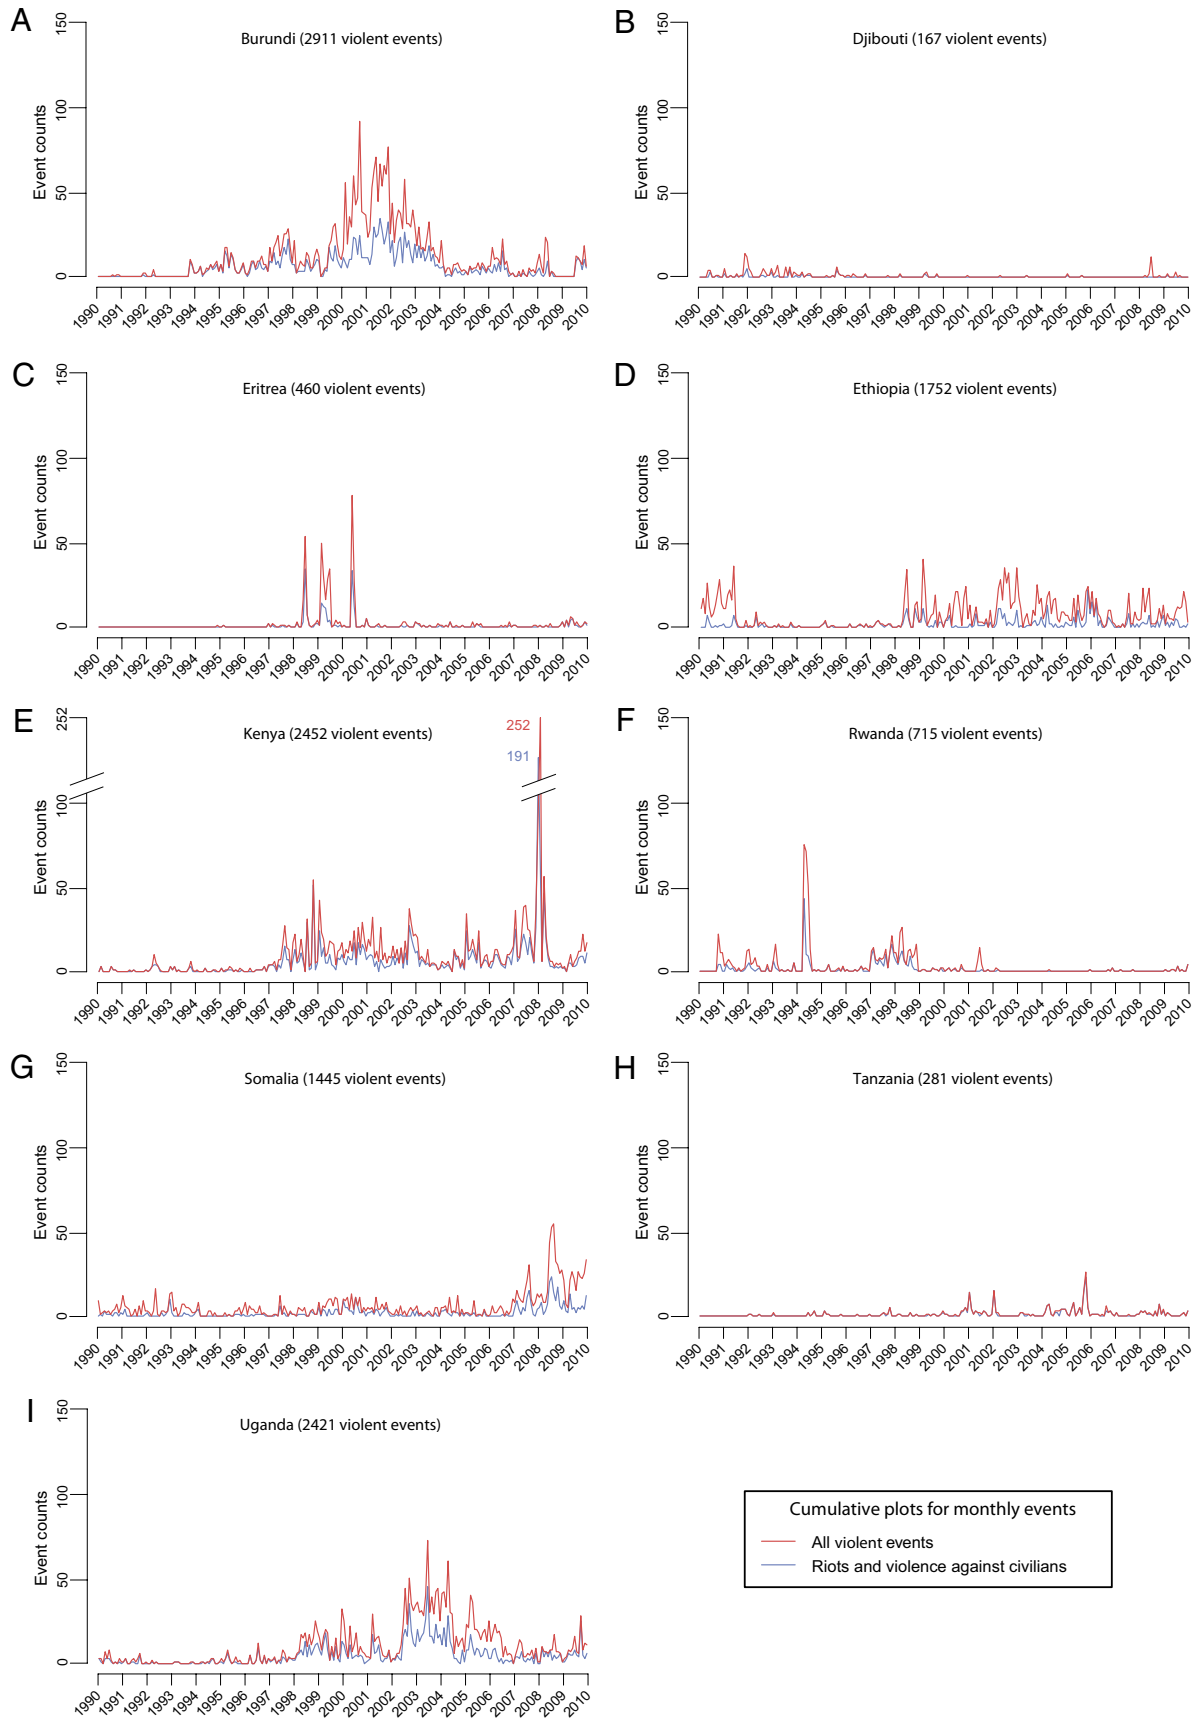 A
Burundi (2911 violent events)
Event counts
150
100
50
0
1990 1991 1992 1993 1994 1995 1996 1997 1998 1999 2000 2001 2002 2003 2004 2005 2006 2007 2008 2009 2010
B
Djibouti (167 violent events)
Event counts
150
100
50
0
1990 1991 1992 1993 1994 1995 1996 1997 1998 1999 2000 2001 2002 2003 2004 2005 2006 2007 2008 2009 2010
C
Eritrea (460 violent events)
Event counts
150
100
50
0
1990 1991 1992 1993 1994 1995 1996 1997 1998 1999 2000 2001 2002 2003 2004 2005 2006 2007 2008 2009 2010
D
Ethiopia (1752 violent events)
Event counts
150
100
50
0
1990 1991 1992 1993 1994 1995 1996 1997 1998 1999 2000 2001 2002 2003 2004 2005 2006 2007 2008 2009 2010
E
Kenya (2452 violent events)
252
191
Event counts
252
100
50
0
1990 1991 1992 1993 1994 1995 1996 1997 1998 1999 2000 2001 2002 2003 2004 2005 2006 2007 2008 2009 2010
F
Rwanda (715 violent events)
Event counts
150
100
50
0
1990 1991 1992 1993 1994 1995 1996 1997 1998 1999 2000 2001 2002 2003 2004 2005 2006 2007 2008 2009 2010
G
Somalia (1445 violent events)
Event counts
150
100
50
0
1990 1991 1992 1993 1994 1995 1996 1997 1998 1999 2000 2001 2002 2003 2004 2005 2006 2007 2008 2009 2010
H
Tanzania (281 violent events)
Event counts
150
100
50
0
1990 1991 1992 1993 1994 1995 1996 1997 1998 1999 2000 2001 2002 2003 2004 2005 2006 2007 2008 2009 2010
I
Uganda (2421 violent events)
Event counts
150
100
50
0
1990 1991 1992 1993 1994 1995 1996 1997 1998 1999 2000 2001 2002 2003 2004 2005 2006 2007 2008 2009 2010
Cumulative plots for monthly events
All violent events
Riots and violence against civilians